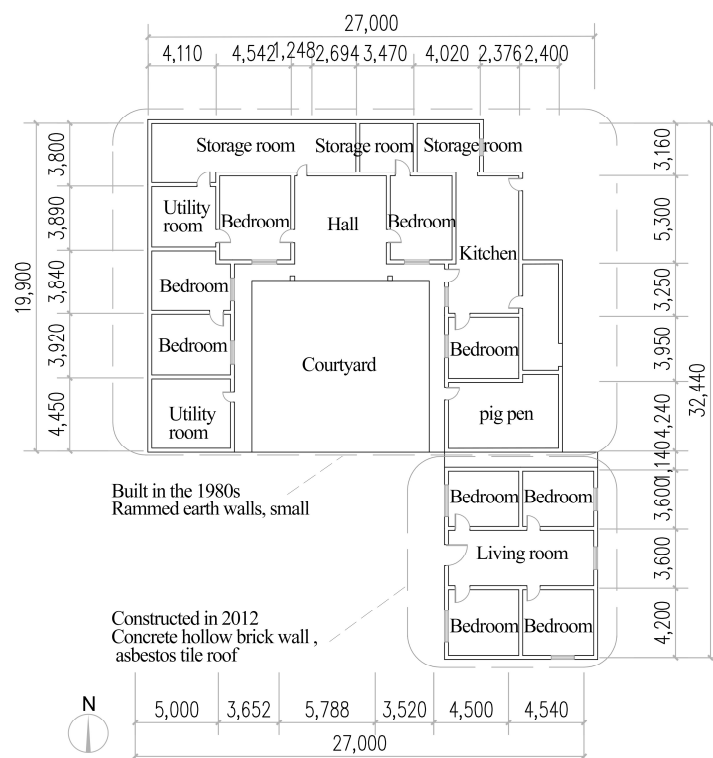 27,000
4,110 4,542 1,248 2,694 3,470 4,020 2,376 2,400
19,900
3,800
3,890
3,840
3,920
4,450
Storage room
Storage room
Storage room
Utility
room
Bedroom
Hall
Bedroom
Kitchen
Bedroom
Bedroom
Bedroom
Courtyard
Utility
room
pig pen
3,160
5,300
3,250
3,950
4,240
1,140
3,600
3,600
4,200
32,440
Built in the 1980s
Rammed earth walls, small
Bedroom
Bedroom
Living room
Bedroom
Bedroom
Constructed in 2012
Concrete hollow brick wall ,
asbestos tile roof
N
5,000 3,652 5,788 3,520 4,500 4,540
27,000